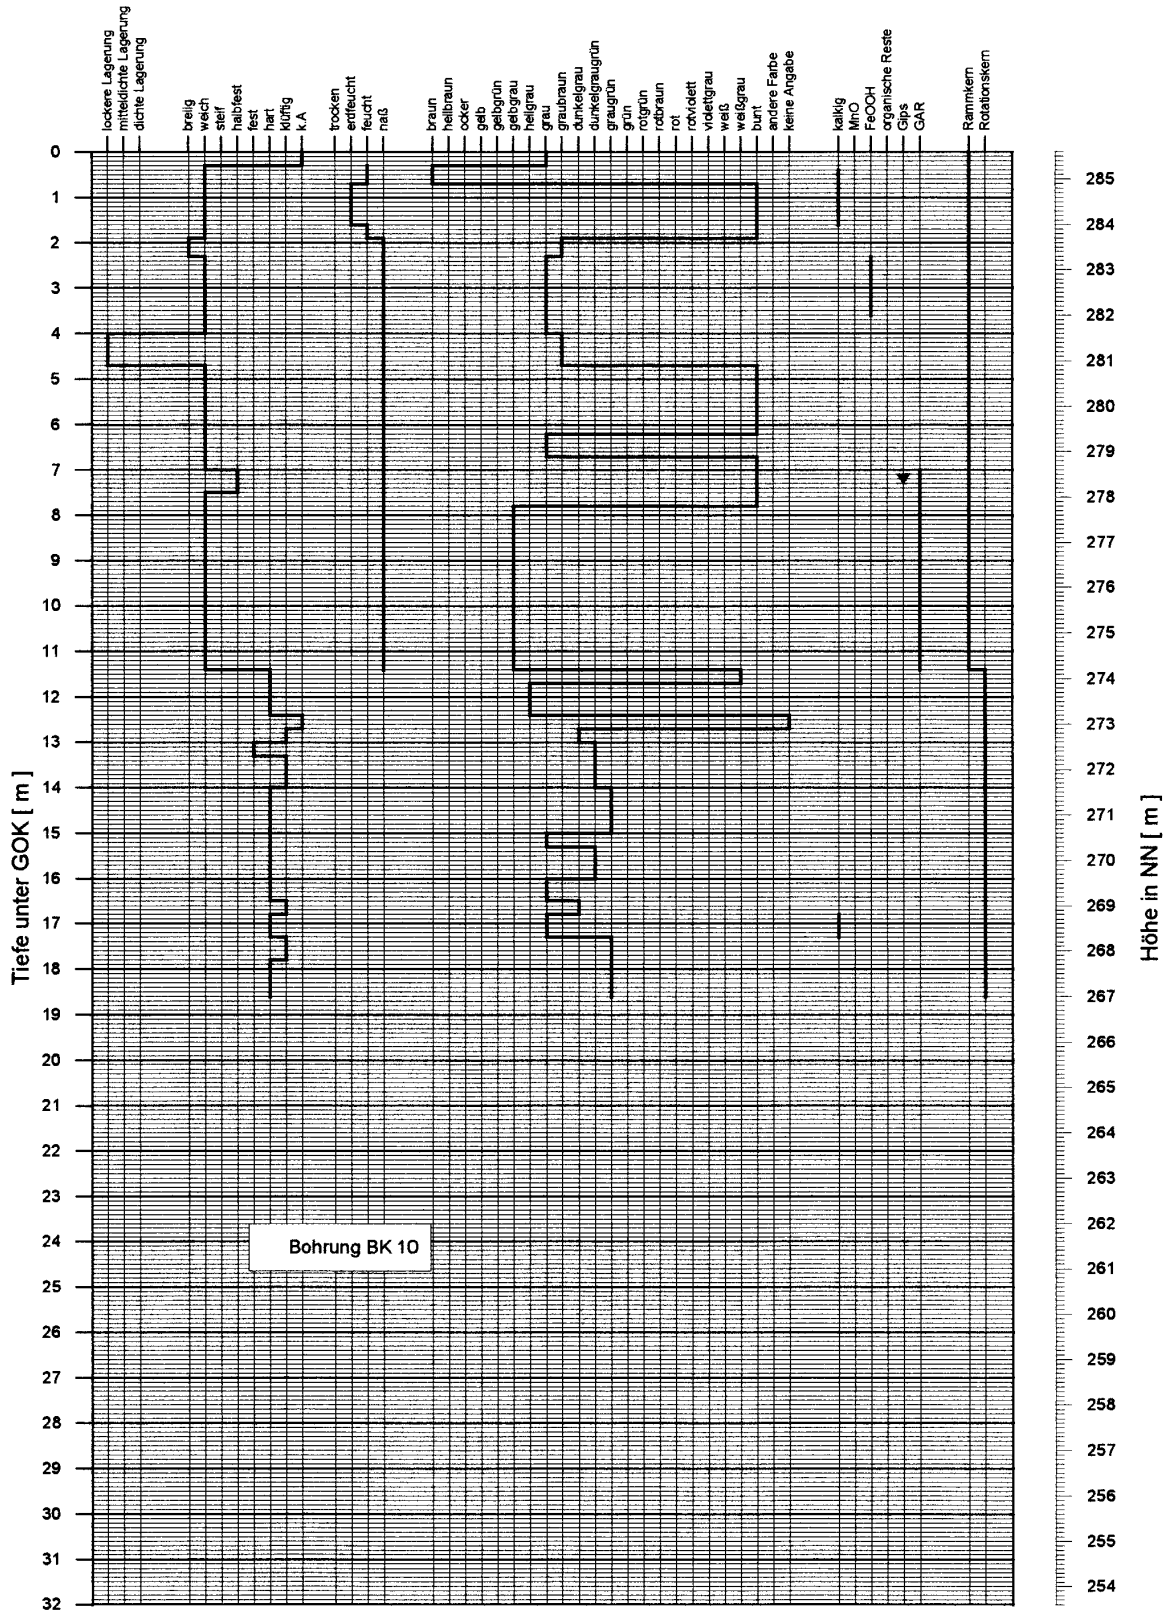 lockere Lagerung
mitteldichte Lagerung
dichte Lagerung
breiig
weich
steif
halbfest
fest
hart
klüftig
k.A
trocken
erdfeucht
feucht
naß
braun
hellbraun
ocker
gelb
gelbgrün
gelbgrau
hellgrau
grau
graubraun
dunkelgrau
dunkelgraugrün
graugrün
grün
rotgrün
rotbraun
rot
rotviolett
violettgrau
weiß
weißgrau
bunt
andere Farbe
keine Angabe
kalkig
MnO
FeOOH
organische Reste
Gips
GAR
Rammkern
Rotationskern
Tiefe unter GOK [ m ]
0
1
2
3
4
5
6
7
8
9
10
11
12
13
14
15
16
17
18
19
20
21
22
23
24
25
26
27
28
29
30
31
32
Bohrung BK 10
285
284
283
282
281
280
279
278
277
276
275
274
273
272
271
270
269
268
267
266
265
264
263
262
261
260
259
258
257
256
255
254
Höhe in NN [ m ]